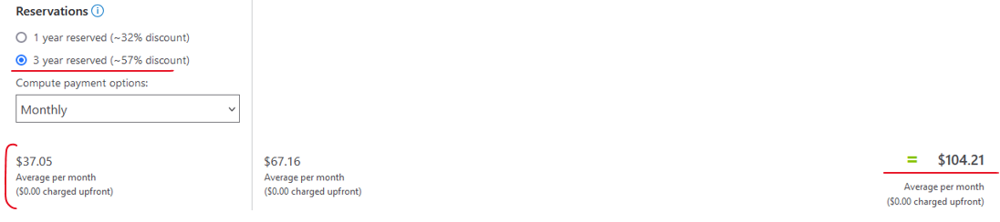 Reservations
1 year reserved (~32% discount)
3 year reserved (~57% discount)
Compute payment options:
Monthly
$37.05
Average per month
($0.00 charged upfront)
$67.16
Average per month
($0.00 charged upfront)
= $104.21
Average per month
($0.00 charged upfront)